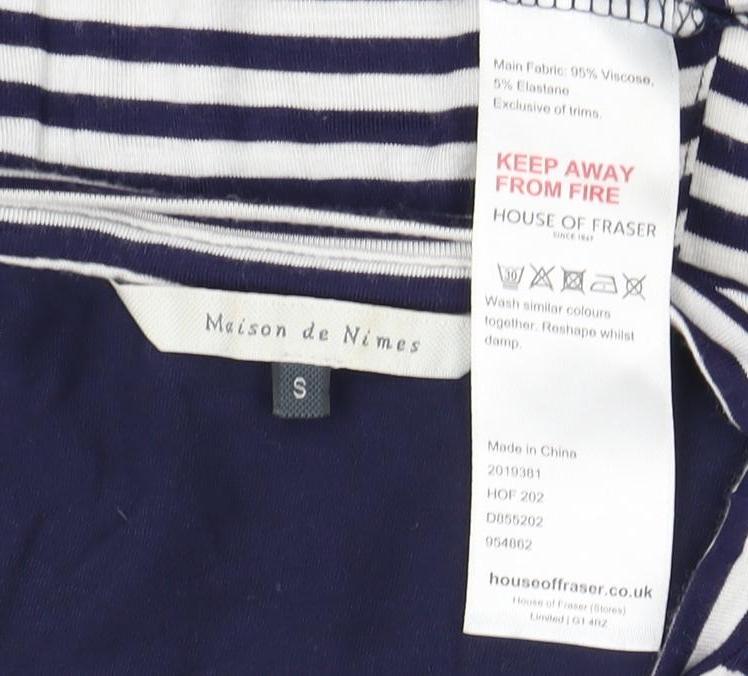 Main Fabric: 95% Viscose,
5% Elastane
Exclusive of trims.
KEEP AWAY
FROM FIRE
HOUSE OF FRASER
SINCE 1849
30
Wash similar colours
together. Reshape whilst
damp.
Maison de Nimes
S
Made in China
2019381
HOF 202
D855202
954862
houseoffraser.co.uk
House of Fraser (Stores)
Limited | G1 4RZ